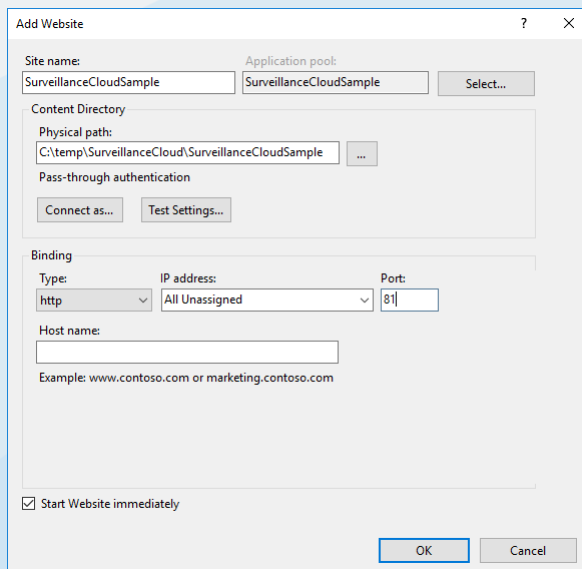 Add Website
? ×
Site name:
Application pool:
SurveillanceCloudSample
SurveillanceCloudSample
Select...
Content Directory
Physical path:
C:\temp\SurveillanceCloud\SurveillanceCloudSample
...
Pass-through authentication
Connect as...
Test Settings...
Binding
Type:
IP address:
Port:
http
All Unassigned
81
Host name:
Example: www.contoso.com or marketing.contoso.com
Start Website immediately
OK
Cancel